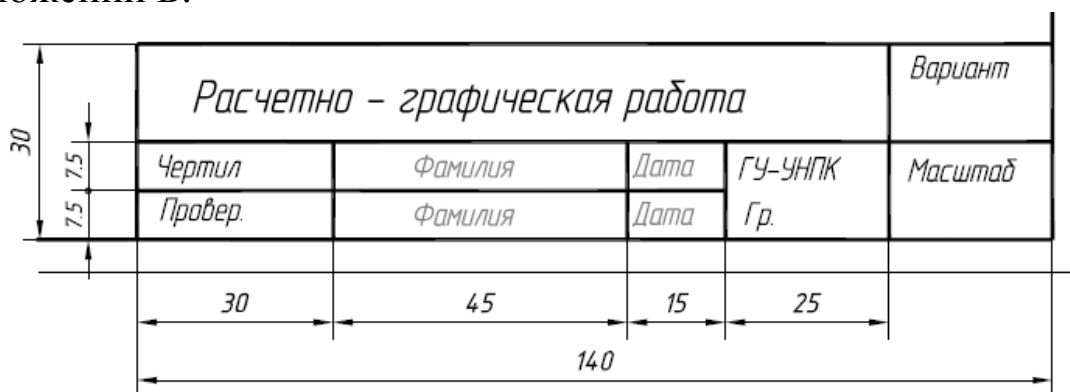 Расчетно – графическая работа
Вариант
30
7.5
7.5
Чертил Фамилия Дата ГУ-УНПК Масштаб
Провер. Фамилия Дата Гр.
30 45 15 25
140